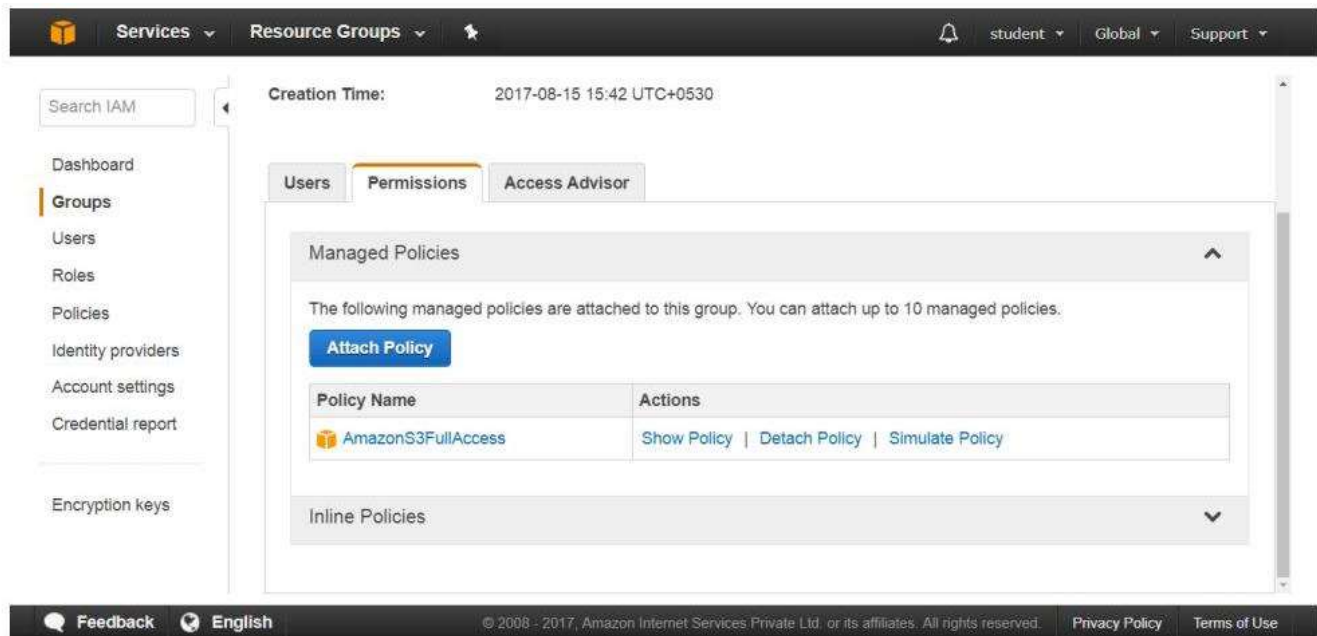 Services Resource Groups student Global Support
Search IAM
Dashboard
Groups
Users
Roles
Policies
Identity providers
Account settings
Credential report
Encryption keys
Creation Time: 2017-08-15 15:42 UTC+0530
Users Permissions Access Advisor
Managed Policies
The following managed policies are attached to this group. You can attach up to 10 managed policies.
Attach Policy
Policy Name Actions
AmazonS3FullAccess Show Policy | Detach Policy | Simulate Policy
Inline Policies
Feedback English © 2008 - 2017, Amazon Internet Services Private Ltd. or its affiliates. All rights reserved. Privacy Policy Terms of Use